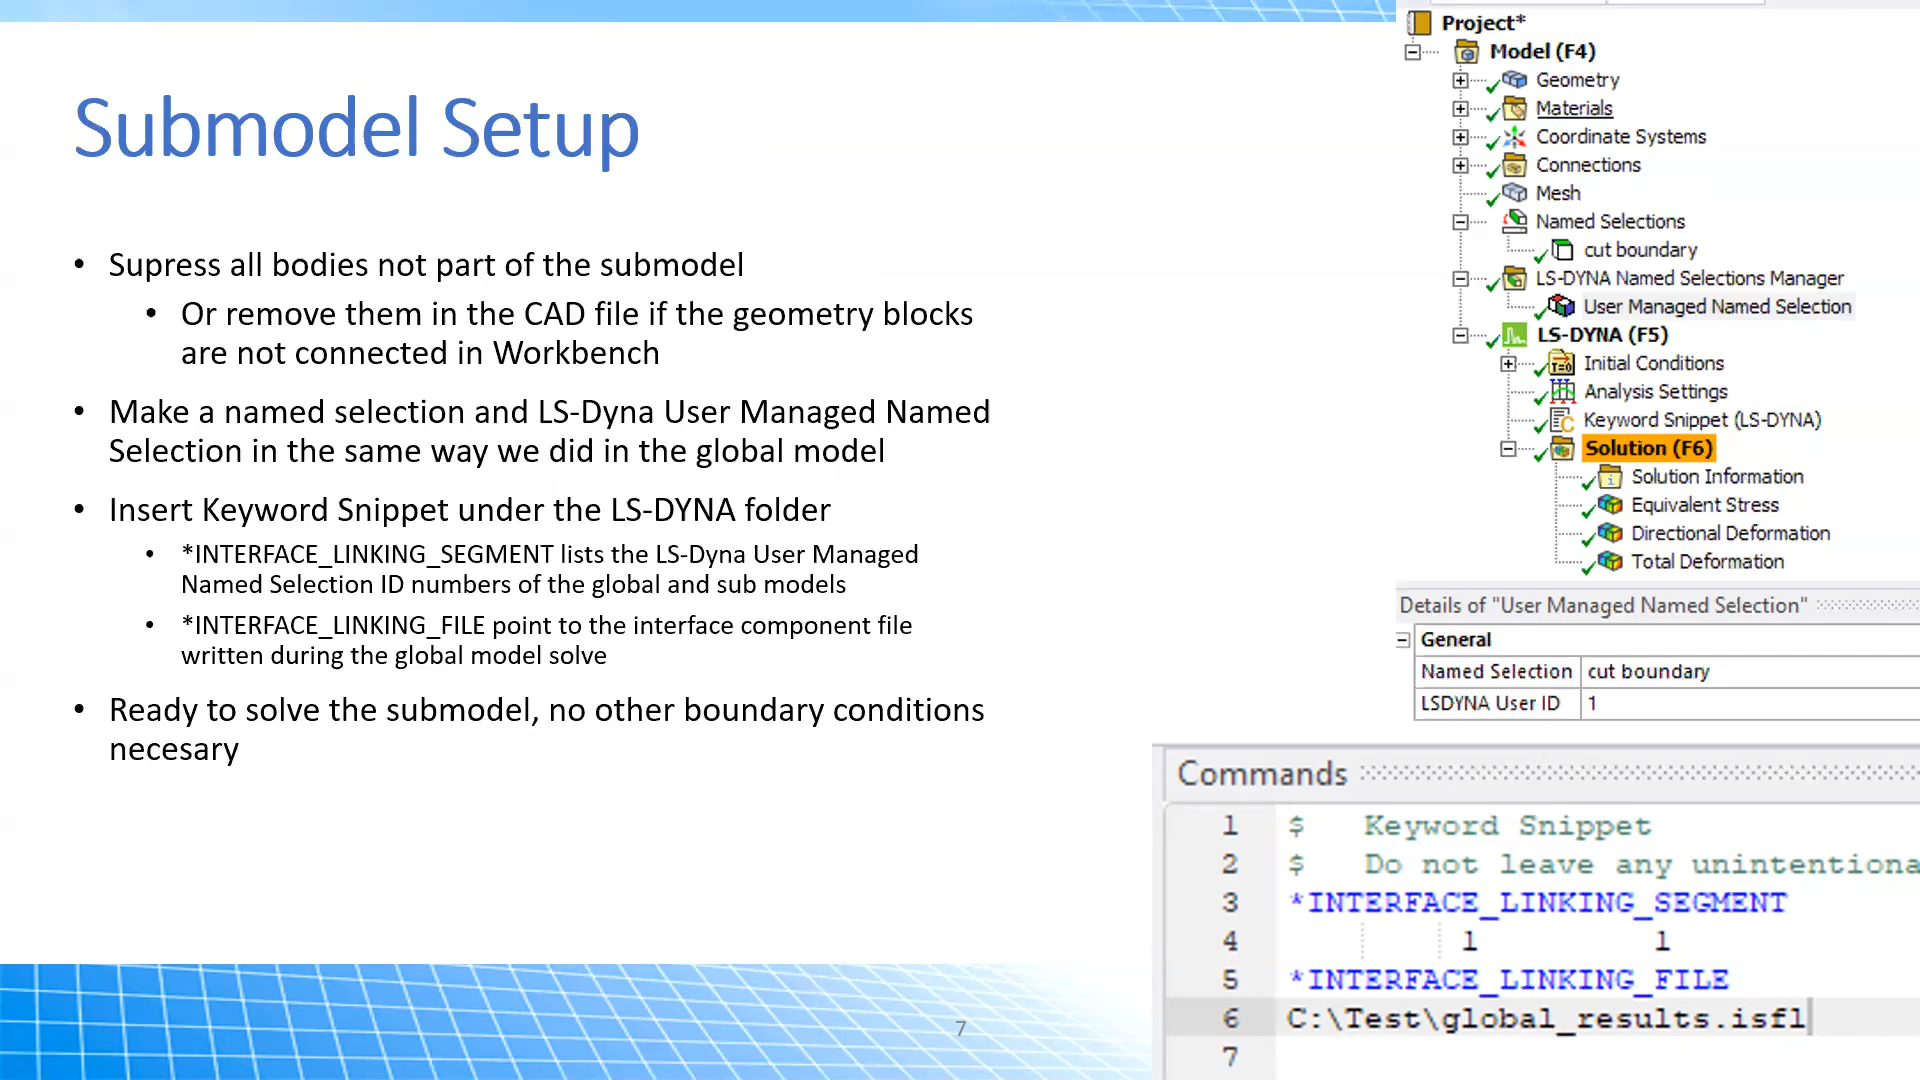 Submodel Setup
• Supress all bodies not part of the submodel
• Or remove them in the CAD file if the geometry blocks
are not connected in Workbench
• Make a named selection and LS-Dyna User Managed Named
Selection in the same way we did in the global model
• Insert Keyword Snippet under the LS-DYNA folder
• *INTERFACE_LINKING_SEGMENT lists the LS-Dyna User Managed
Named Selection ID numbers of the global and sub models
• *INTERFACE_LINKING_FILE point to the interface component file
written during the global model solve
• Ready to solve the submodel, no other boundary conditions
necesary
7
Project*
Model (F4)
Geometry
Materials
Coordinate Systems
Connections
Mesh
Named Selections
cut boundary
LS-DYNA Named Selections Manager
User Managed Named Selection
LS-DYNA (F5)
Initial Conditions
Analysis Settings
Keyword Snippet (LS-DYNA)
Solution (F6)
Solution Information
Equivalent Stress
Directional Deformation
Total Deformation
Details of "User Managed Named Selection"
General
Named Selection cut boundary
LSDYNA User ID 1
Commands
1 $ Keyword Snippet
2 $ Do not leave any unintentiona
3 *INTERFACE_LINKING_SEGMENT
4 1 1
5 *INTERFACE_LINKING_FILE
6 C:\Test\global_results.isfl
7